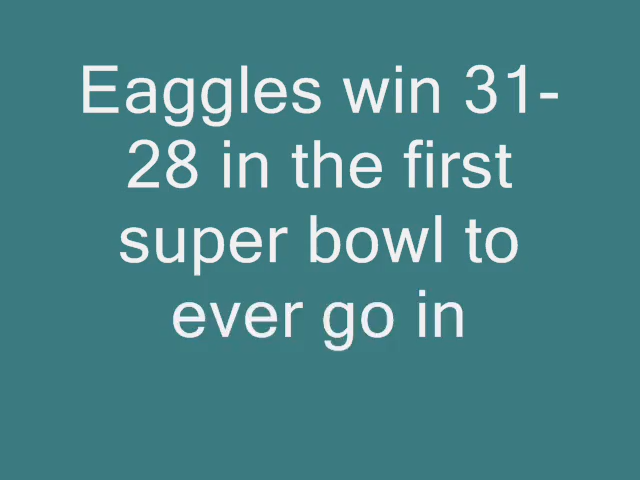 Eaggles win 31-
28 in the first
super bowl to
ever go in